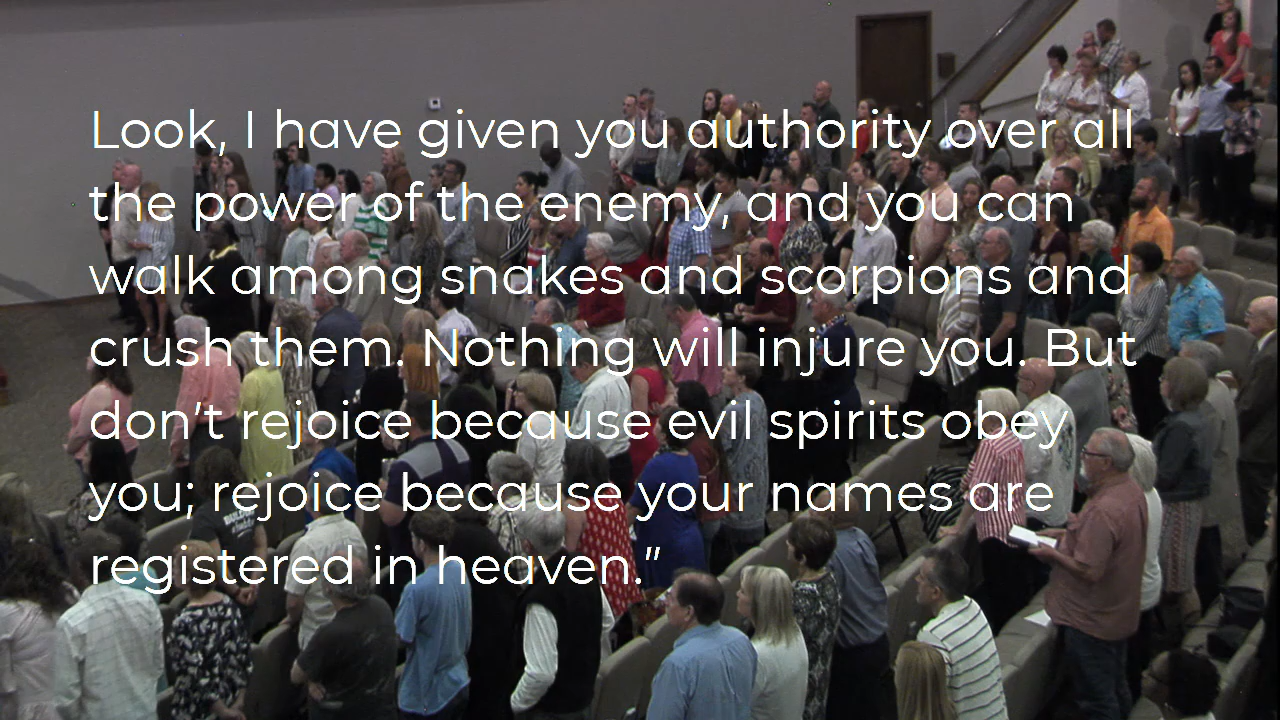 Look, I have given you authority over all
the power of the enemy, and you can
walk among snakes and scorpions and
crush them. Nothing will injure you. But
don’t rejoice because evil spirits obey
you; rejoice because your names are
registered in heaven.”